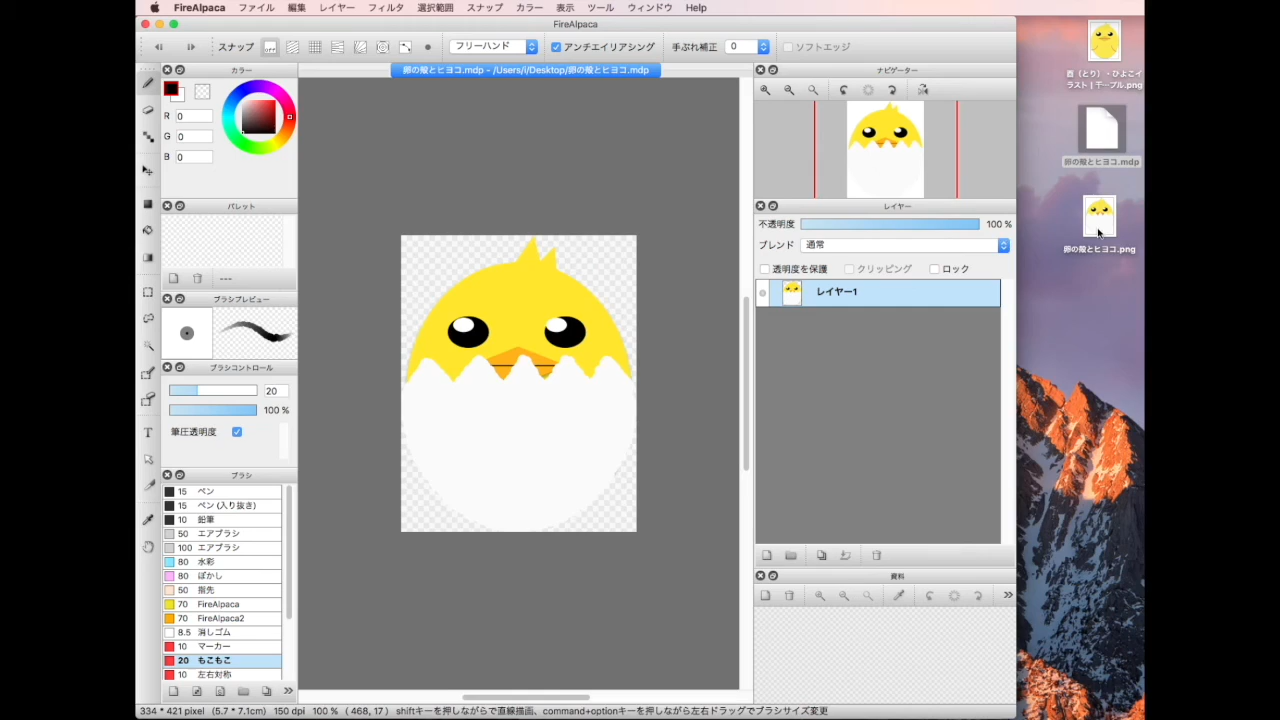 FireAlpaca ファイル 編集 レイヤー フィルタ 選択範囲 スナップ カラー 表示 ツール ウィンドウ Help
FireAlpaca
スナップ OFF フリーハンド アンチエイリアシング 手ぶれ補正 0 ソフトエッジ
カラー
卵の殻とヒヨコ.mdp - /Users/i/Desktop/卵の殻とヒヨコ.mdp
ナビゲーター
R 0
G 0
B 0
パレット
---
ブラシプレビュー
ブラシコントロール
20
100 %
筆圧透明度
ブラシ
15 ペン
15 ペン (入り抜き)
10 鉛筆
50 エアブラシ
100 エアブラシ
80 水彩
80 ぼかし
50 指先
70 FireAlpaca
70 FireAlpaca2
8.5 消しゴム
10 マーカー
20 もこもこ
10 左右対称
レイヤー
不透明度 100 %
ブレンド 通常
透明度を保護 クリッピング ロック
レイヤー1
資料
334 * 421 pixel (5.7 * 7.1cm) 150 dpi 100 % ( 468, 17 ) shiftキーを押しながらで直線描画、command+optionキーを押しながら左右ドラッグでブラシサイズ変更
酉（とり） - ひよこイ
ラスト | 千…プル.png
卵の殻とヒヨコ.mdp
卵の殻とヒヨコ.png